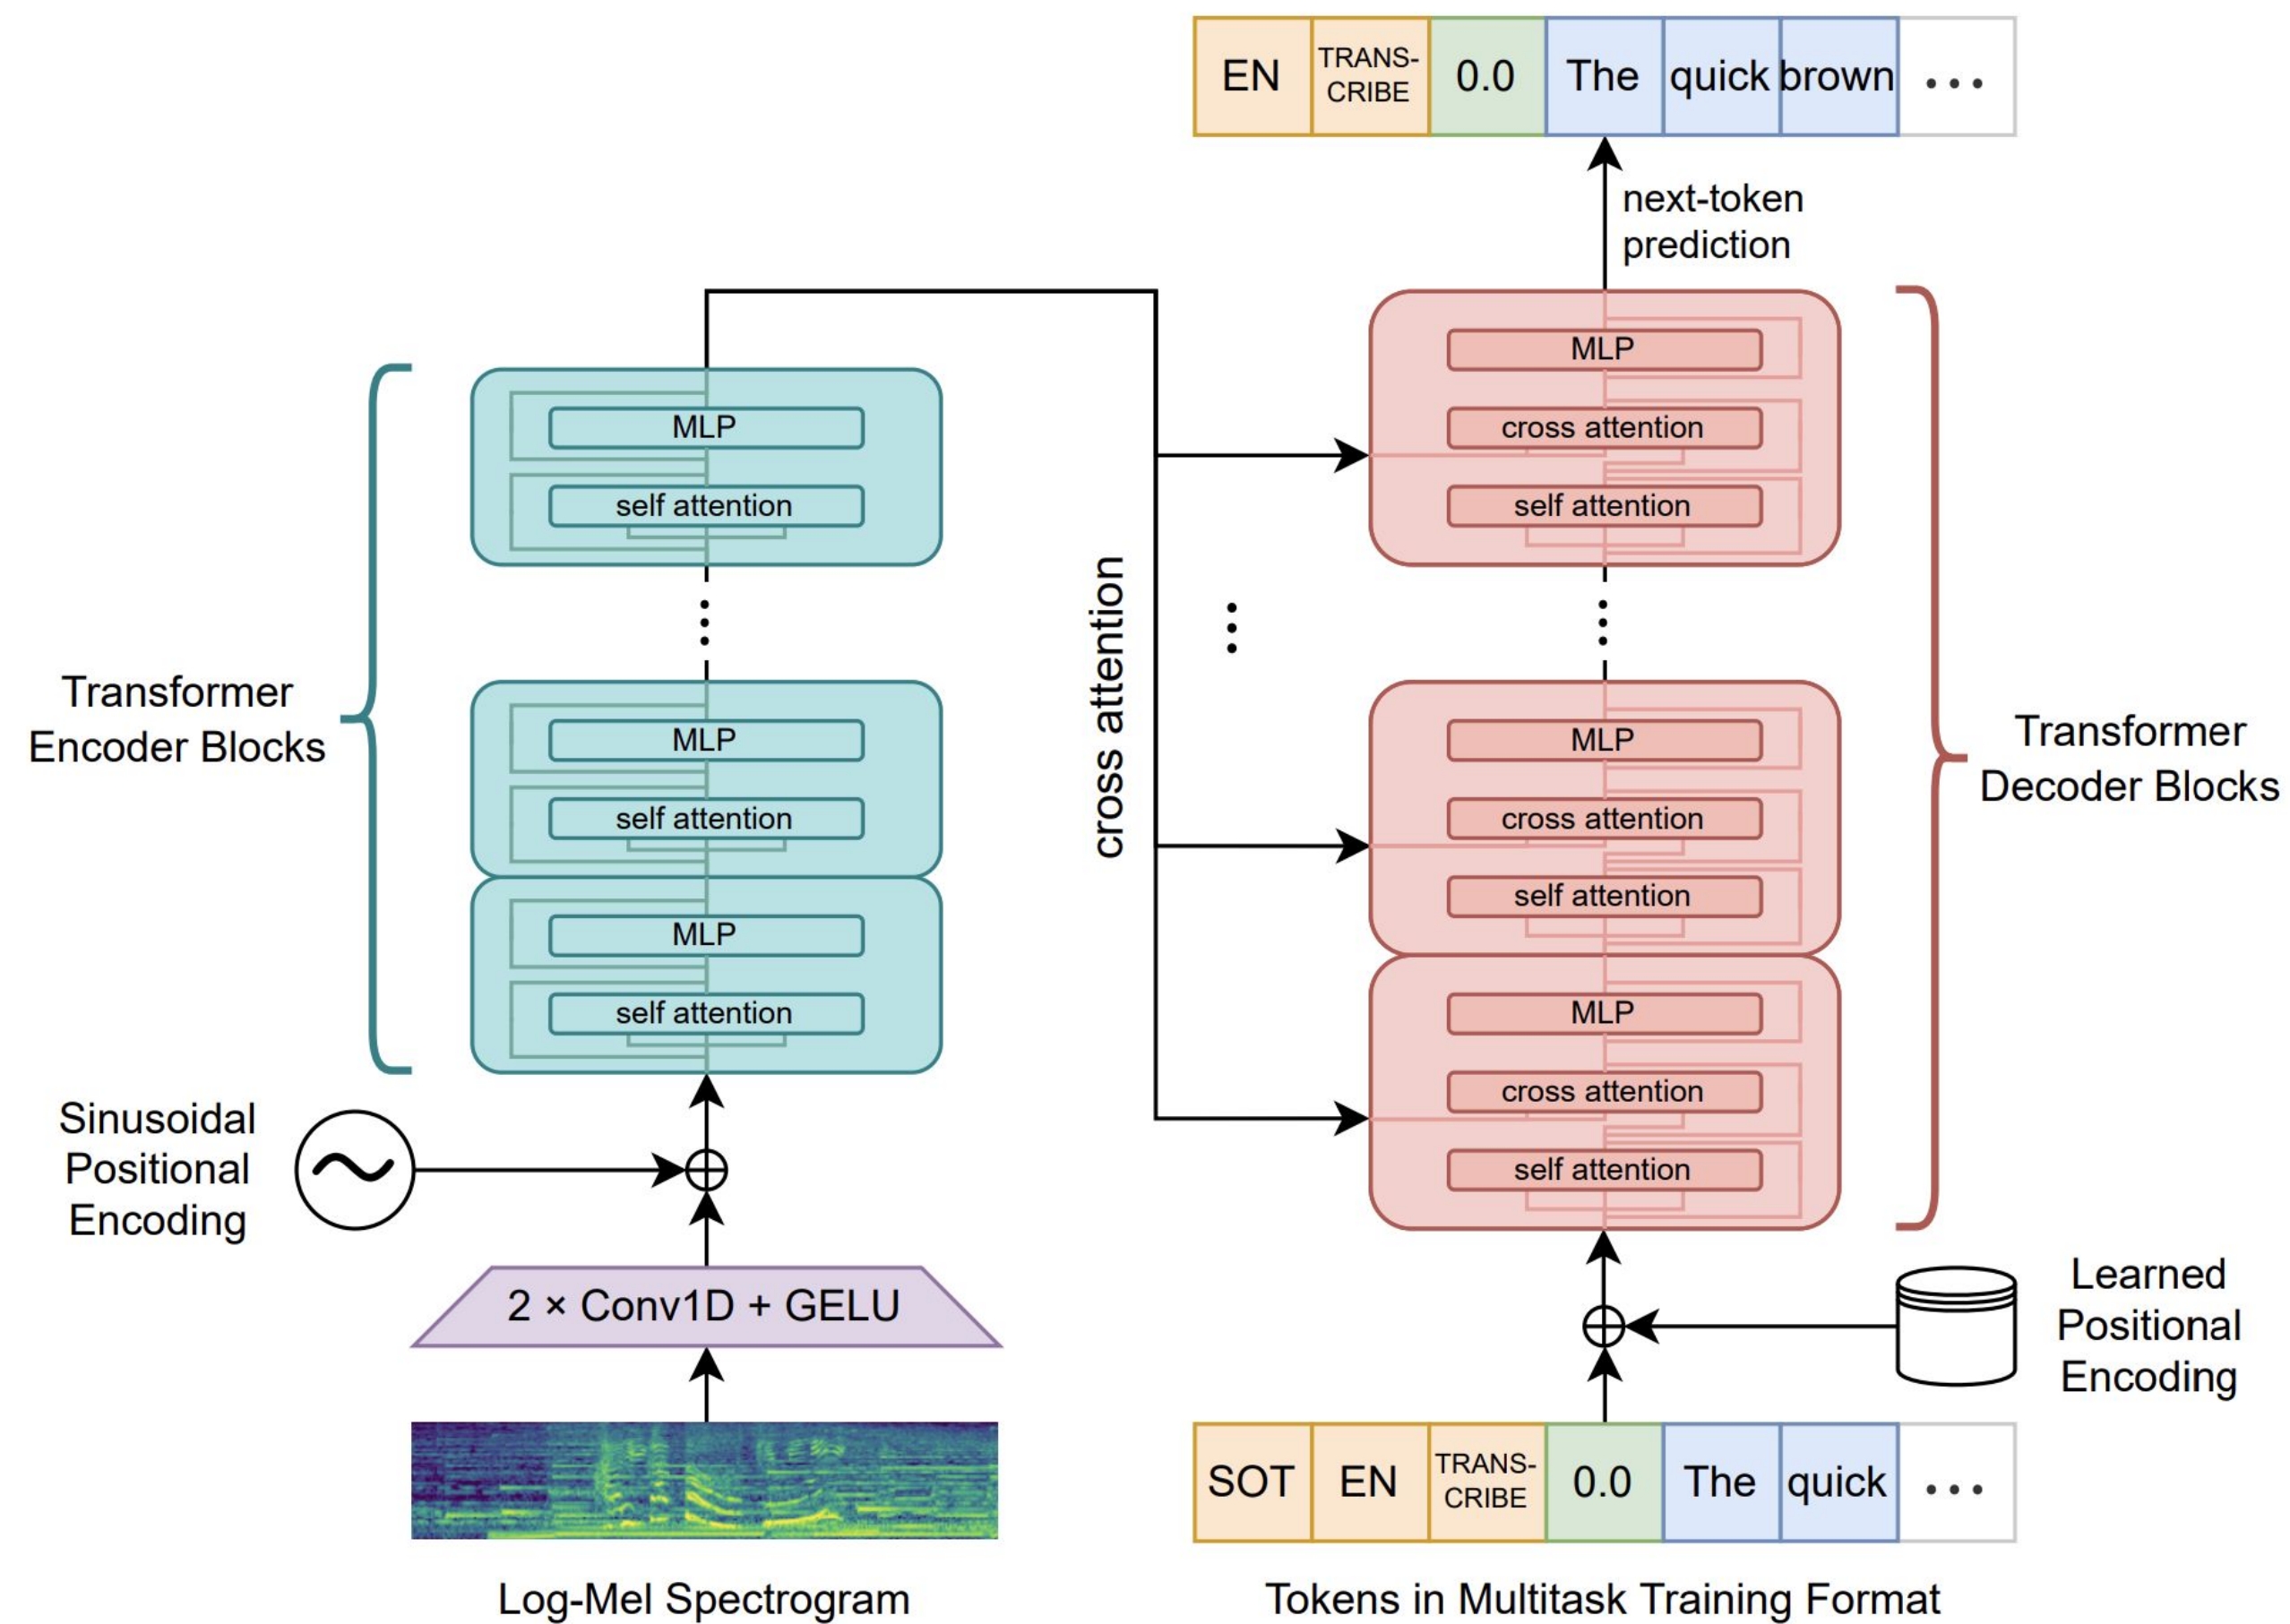 EN TRANS- 0.0 The quick brown ...
CRIBE
next-token
prediction
MLP
self attention
MLP
self attention
MLP
self attention
Transformer
Encoder Blocks
Sinusoidal
Positional
Encoding
2 × Conv1D + GELU
Log-Mel Spectrogram
cross attention
MLP
cross attention
self attention
MLP
cross attention
self attention
MLP
cross attention
self attention
Transformer
Decoder Blocks
Learned
Positional
Encoding
SOT EN TRANS- 0.0 The quick ...
CRIBE
Tokens in Multitask Training Format